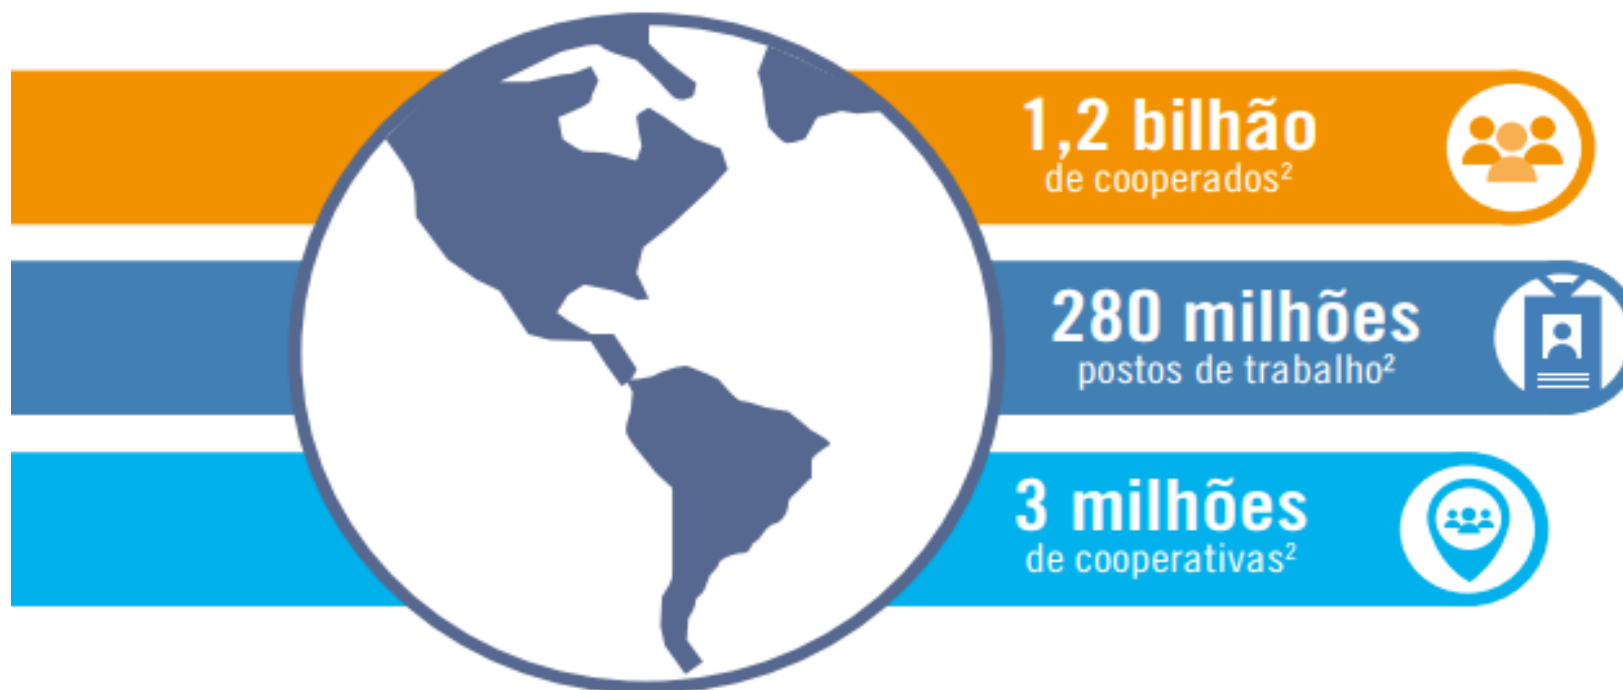 1,2 bilhão
de cooperados²
280 milhões
postos de trabalho²
3 milhões
de cooperativas²